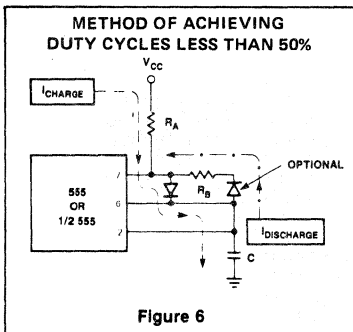 METHOD OF ACHIEVING
DUTY CYCLES LESS THAN 50%
VCC
ICHARGE
RA
7
OPTIONAL
RB
555
OR
1/2 555
6
2
IDISCHARGE
C
Figure 6